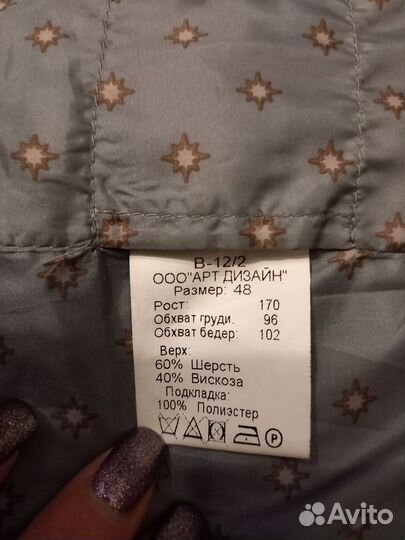 В-12/2
ООО"АРТ ДИЗАЙН"
Размер: 48
Рост: 170
Обхват груди: 96
Обхват бедер: 102
Верх:
60% Шерсть
40% Вискоза
Подкладка:
100% Полиэстер
P
Avito